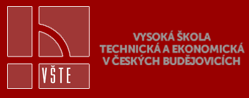 VŠTE
VYSOKÁ ŠKOLA
TECHNICKÁ A EKONOMICKÁ
V ČESKÝCH BUDĚJOVICÍCH